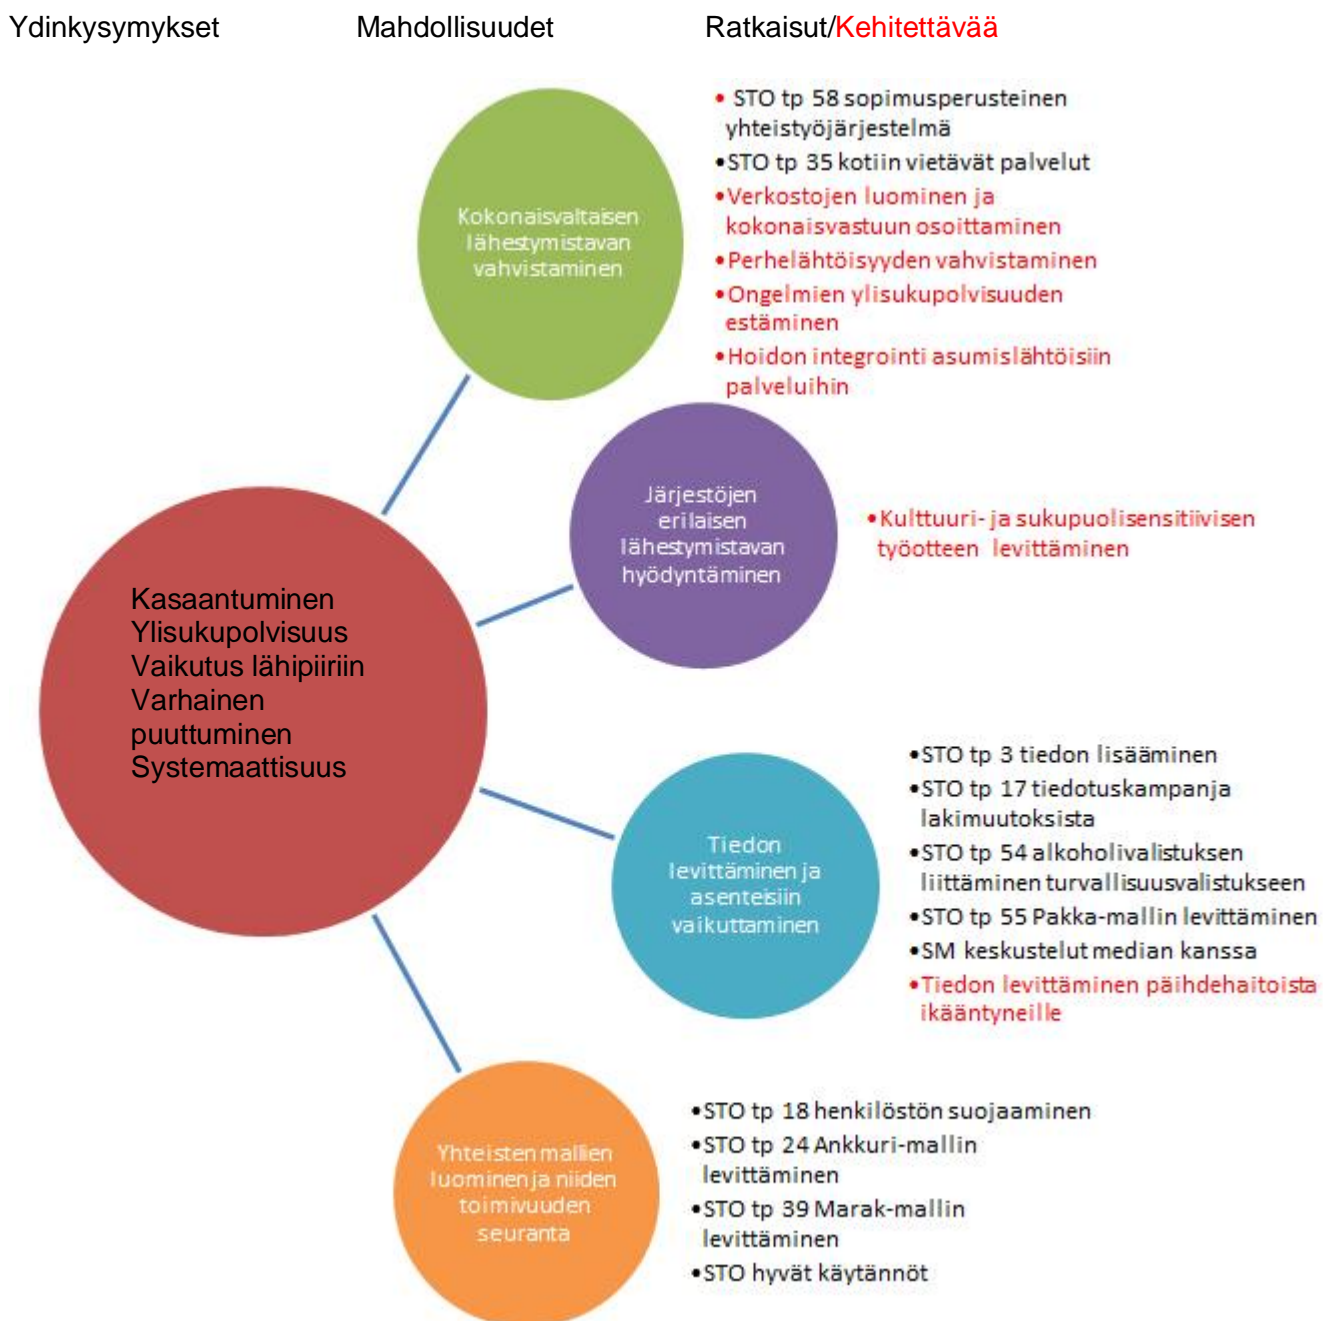 Ydinkysymykset Mahdollisuudet Ratkaisut/Kehitettävää
Kokonaisvaltaisen
lähestymistavan
vahvistaminen
• STO tp 58 sopimusperusteinen
yhteistyöjärjestelmä
•STO tp 35 kotiin vietävät palvelut
•Verkostojen luominen ja
kokonaisvastuun osoittaminen
•Perhelähtöisyyden vahvistaminen
•Ongelmien ylisukupolvisuuden
estäminen
•Hoidon integrointi asumislähtöisiin
palveluihin
Järjestöjen
erilaisen
lähestymistavan
hyödyntäminen
•Kulttuuri- ja sukupuolisensitiivisen
työotteen levittäminen
Kasaantuminen
Ylisukupolvisuus
Vaikutus lähipiiriin
Varhainen
puuttuminen
Systemaattisuus
Tiedon
levittäminen ja
asenteisiin
vaikuttaminen
•STO tp 3 tiedon lisääminen
•STO tp 17 tiedotuskampanja
lakimuutoksista
•STO tp 54 alkoholivalistuksen
liittäminen turvallisuusvalistukseen
•STO tp 55 Pakka-mallin levittäminen
•SM keskustelut median kanssa
•Tiedon levittäminen päihdehaitoista
ikääntyneille
Yhteisten mallien
luominen ja niiden
toimivuuden
seuranta
•STO tp 18 henkilöstön suojaaminen
•STO tp 24 Ankkuri-mallin
levittäminen
•STO tp 39 Marak-mallin
levittäminen
•STO hyvät käytännöt